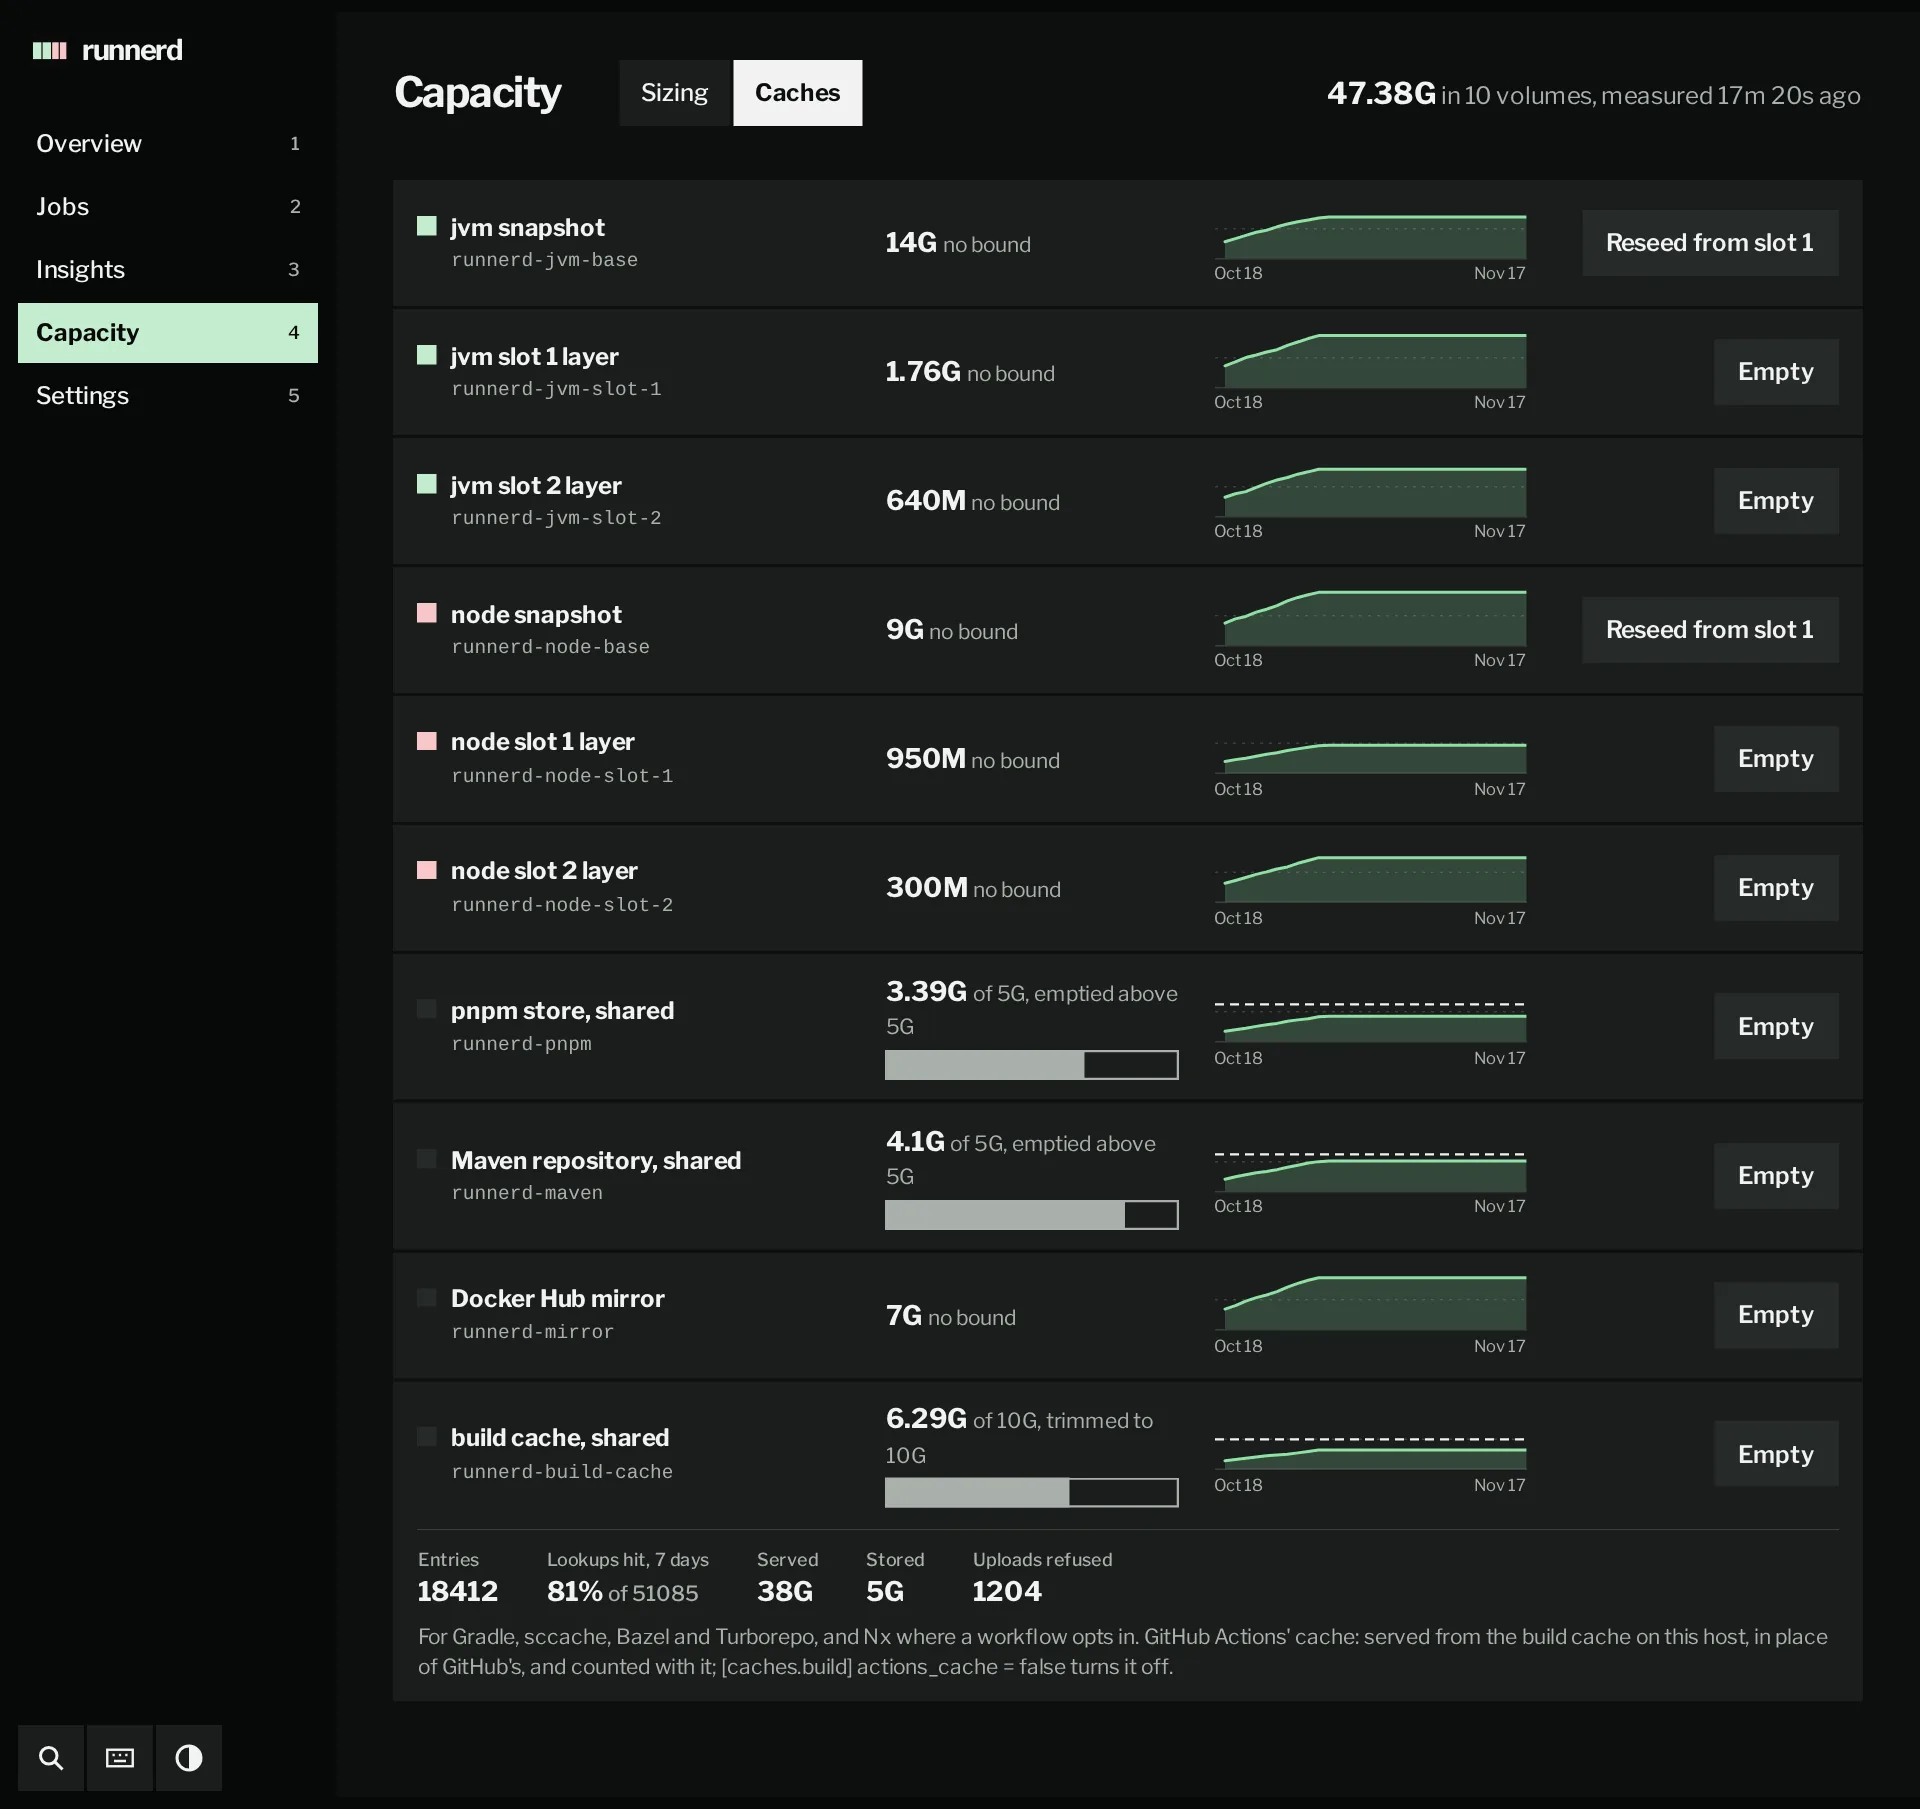 runnerd
Overview 1
Jobs 2
Insights 3
Capacity 4
Settings 5
Capacity Sizing Caches 47.38G in 10 volumes, measured 17m 20s ago
jvm snapshot
runnerd-jvm-base
14G no bound
Oct 18 Nov 17
Reseed from slot 1
jvm slot 1 layer
runnerd-jvm-slot-1
1.76G no bound
Oct 18 Nov 17
Empty
jvm slot 2 layer
runnerd-jvm-slot-2
640M no bound
Oct 18 Nov 17
Empty
node snapshot
runnerd-node-base
9G no bound
Oct 18 Nov 17
Reseed from slot 1
node slot 1 layer
runnerd-node-slot-1
950M no bound
Oct 18 Nov 17
Empty
node slot 2 layer
runnerd-node-slot-2
300M no bound
Oct 18 Nov 17
Empty
pnpm store, shared
runnerd-pnpm
3.39G of 5G, emptied above
5G
Oct 18 Nov 17
Empty
Maven repository, shared
runnerd-maven
4.1G of 5G, emptied above
5G
Oct 18 Nov 17
Empty
Docker Hub mirror
runnerd-mirror
7G no bound
Oct 18 Nov 17
Empty
build cache, shared
runnerd-build-cache
6.29G of 10G, trimmed to
10G
Oct 18 Nov 17
Empty
Entries Lookups hit, 7 days Served Stored Uploads refused
18412 81% of 51085 38G 5G 1204
For Gradle, sccache, Bazel and Turborepo, and Nx where a workflow opts in. GitHub Actions' cache: served from the build cache on this host, in place
of GitHub's, and counted with it; [caches.build] actions_cache = false turns it off.